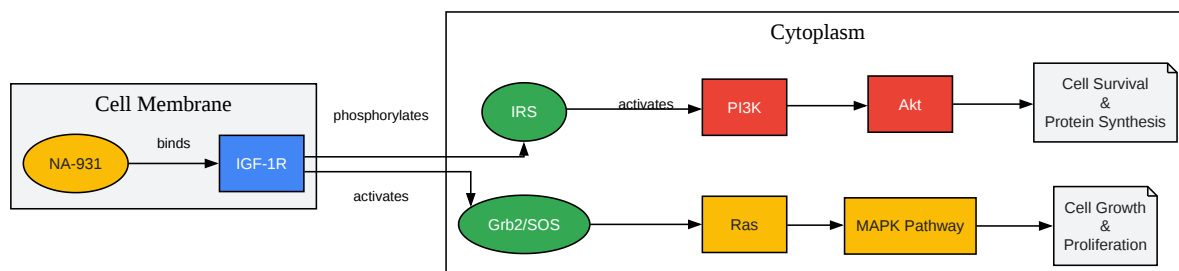 Cytoplasm
Cell Membrane
NA-931
binds
IGF-1R
phosphorylates
activates
IRS
activates
PI3K
Akt
Cell Survival
&
Protein Synthesis
Grb2/SOS
Ras
MAPK Pathway
Cell Growth
&
Proliferation